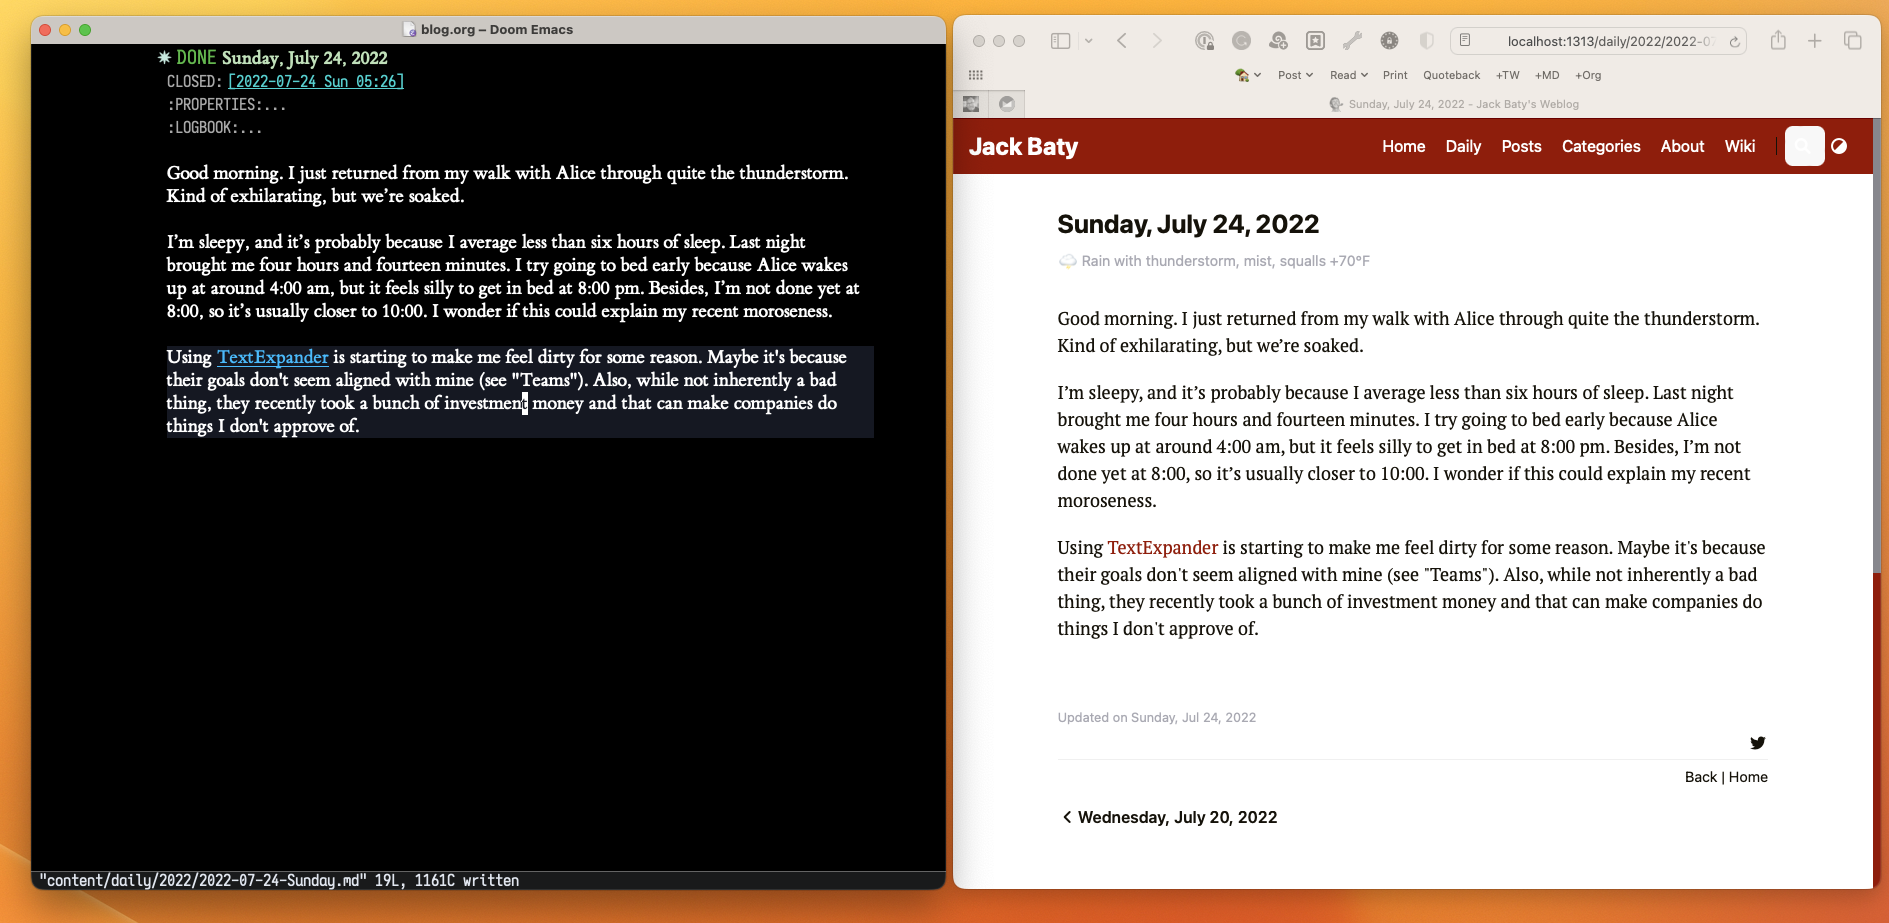 blog.org – Doom Emacs
✷ DONE Sunday, July 24, 2022
CLOSED: [2022-07-24 Sun 05:26]
:PROPERTIES:...
:LOGBOOK:...
Good morning. I just returned from my walk with Alice through quite the thunderstorm.
Kind of exhilarating, but we’re soaked.
I’m sleepy, and it’s probably because I average less than six hours of sleep. Last night
brought me four hours and fourteen minutes. I try going to bed early because Alice wakes
up at around 4:00 am, but it feels silly to get in bed at 8:00 pm. Besides, I’m not done yet at
8:00, so it’s usually closer to 10:00. I wonder if this could explain my recent moroseness.
Using TextExpander is starting to make me feel dirty for some reason. Maybe it's because
their goals don't seem aligned with mine (see "Teams"). Also, while not inherently a bad
thing, they recently took a bunch of investment money and that can make companies do
things I don't approve of.
"content/daily/2022/2022-07-24-Sunday.md" 19L, 1161C written
localhost:1313/daily/2022/2022-07
Post Read Print Quoteback +TW +MD +Org
Sunday, July 24, 2022 - Jack Baty's Weblog
Jack Baty
Home Daily Posts Categories About Wiki
Sunday, July 24, 2022
Rain with thunderstorm, mist, squalls +70°F
Good morning. I just returned from my walk with Alice through quite the thunderstorm.
Kind of exhilarating, but we’re soaked.
I’m sleepy, and it’s probably because I average less than six hours of sleep. Last night
brought me four hours and fourteen minutes. I try going to bed early because Alice
wakes up at around 4:00 am, but it feels silly to get in bed at 8:00 pm. Besides, I’m not
done yet at 8:00, so it’s usually closer to 10:00. I wonder if this could explain my recent
moroseness.
Using TextExpander is starting to make me feel dirty for some reason. Maybe it's because
their goals don't seem aligned with mine (see "Teams"). Also, while not inherently a bad
thing, they recently took a bunch of investment money and that can make companies do
things I don't approve of.
Updated on Sunday, Jul 24, 2022
Back | Home
Wednesday, July 20, 2022